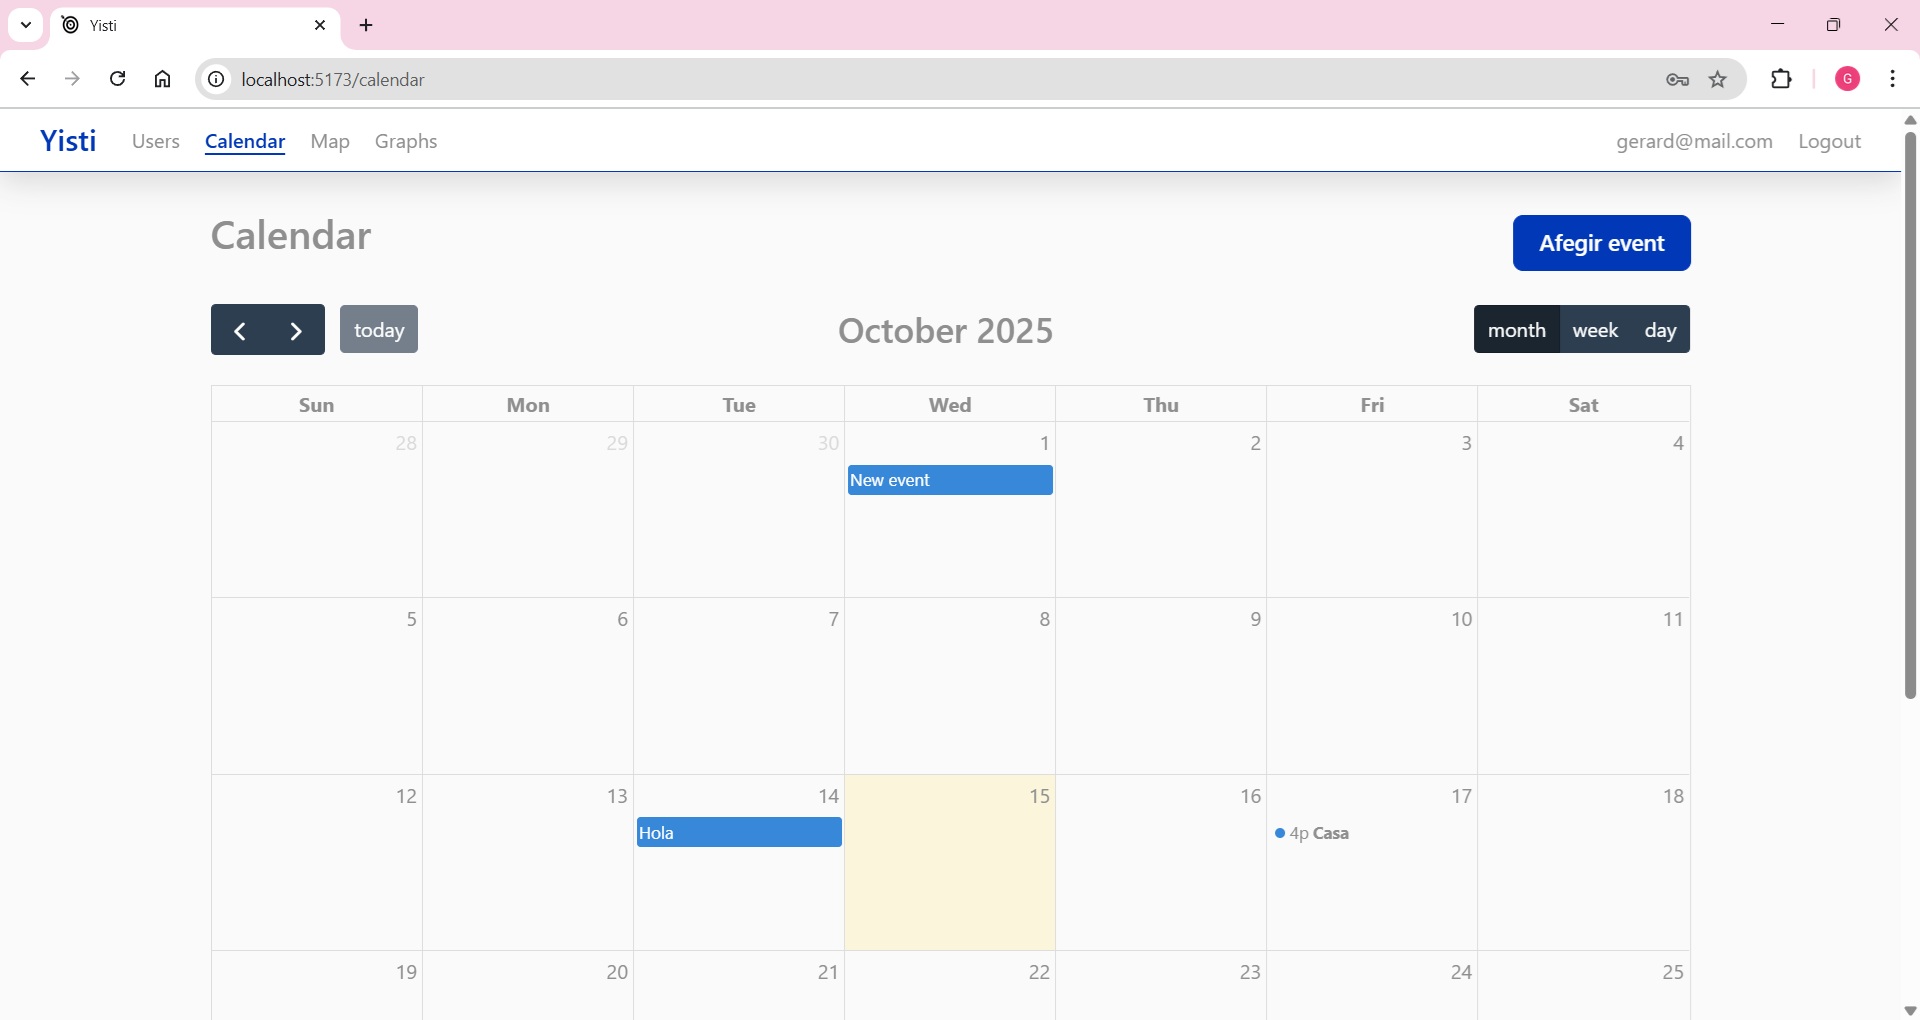 Yisti
localhost:5173/calendar
G
Yisti Users Calendar Map Graphs gerard@mail.com Logout
Calendar
Afegir event
today October 2025 month week day
Sun Mon Tue Wed Thu Fri Sat
28 29 30 1 2 3 4
New event
5 6 7 8 9 10 11
12 13 14 15 16 17 18
Hola 4p Casa
19 20 21 22 23 24 25